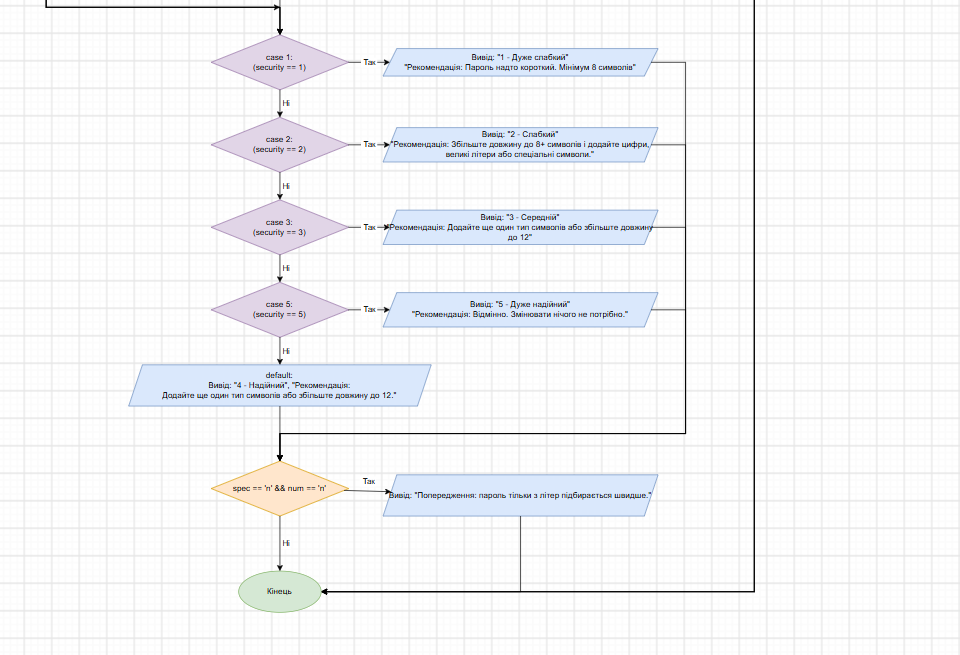 case 1:
(security == 1)
Так
Вивід: "1 - Дуже слабкий"
"Рекомендація: Пароль надто короткий. Мінімум 8 символів"
Ні
case 2:
(security == 2)
Так
Вивід: "2 - Слабкий"
"Рекомендація: Збільште довжину до 8+ символів і додайте цифри,
великі літери або спеціальні символи."
Ні
case 3:
(security == 3)
Так
Вивід: "3 - Середній"
"Рекомендація: Додайте ще один тип символів або збільште довжину
до 12"
Ні
case 5:
(security == 5)
Так
Вивід: "5 - Дуже надійний"
"Рекомендація: Відмінно. Змінювати нічого не потрібно."
Ні
default:
Вивід: "4 - Надійний", "Рекомендація:
Додайте ще один тип символів або збільште довжину до 12."
spec == 'n' && num == 'n'
Так
Вивід: "Попередження: пароль тільки з літер підбирається швидше."
Ні
Кінець